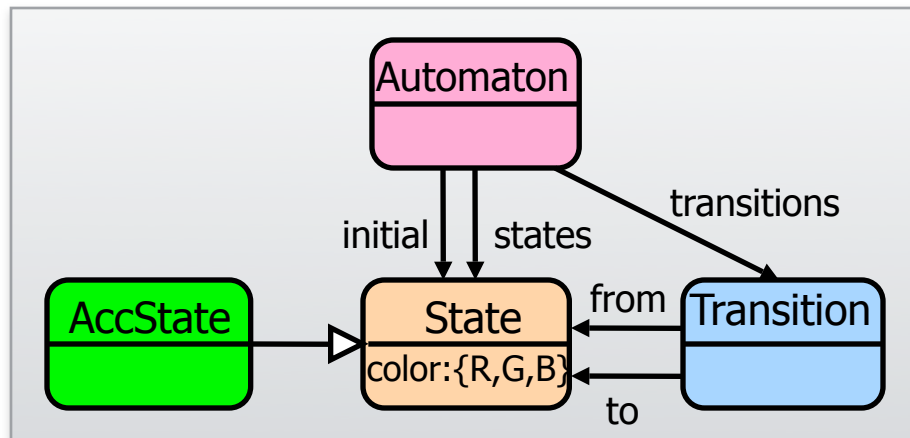 Automaton
transitions
initial
states
AccState
State
from
Transition
color:{R,G,B}
to